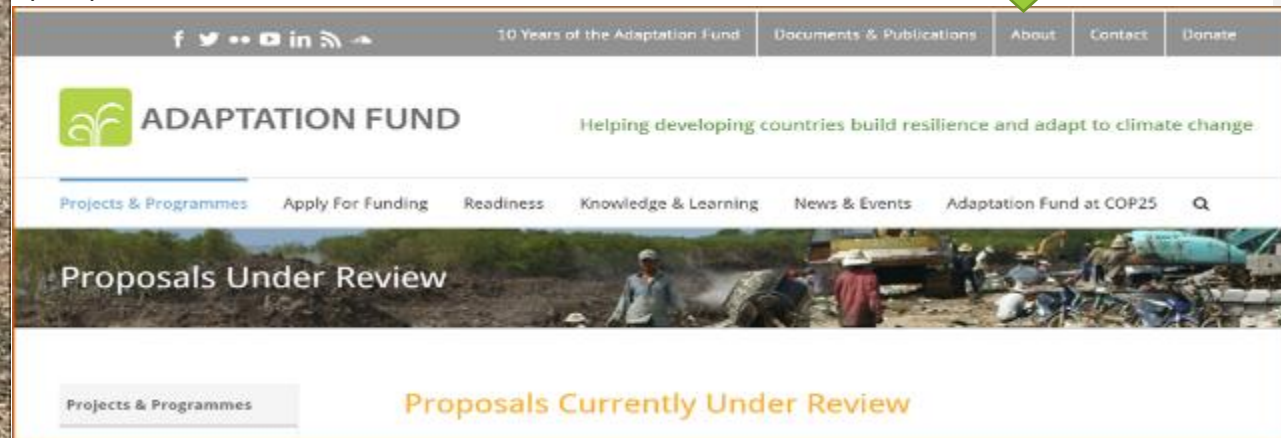 10 Years of the Adaptation Fund Documents & Publications About Contact Donate
ADAPTATION FUND
Helping developing countries build resilience and adapt to climate change
Projects & Programmes Apply For Funding Readiness Knowledge & Learning News & Events Adaptation Fund at COP25
Proposals Under Review
Projects & Programmes
Proposals Currently Under Review